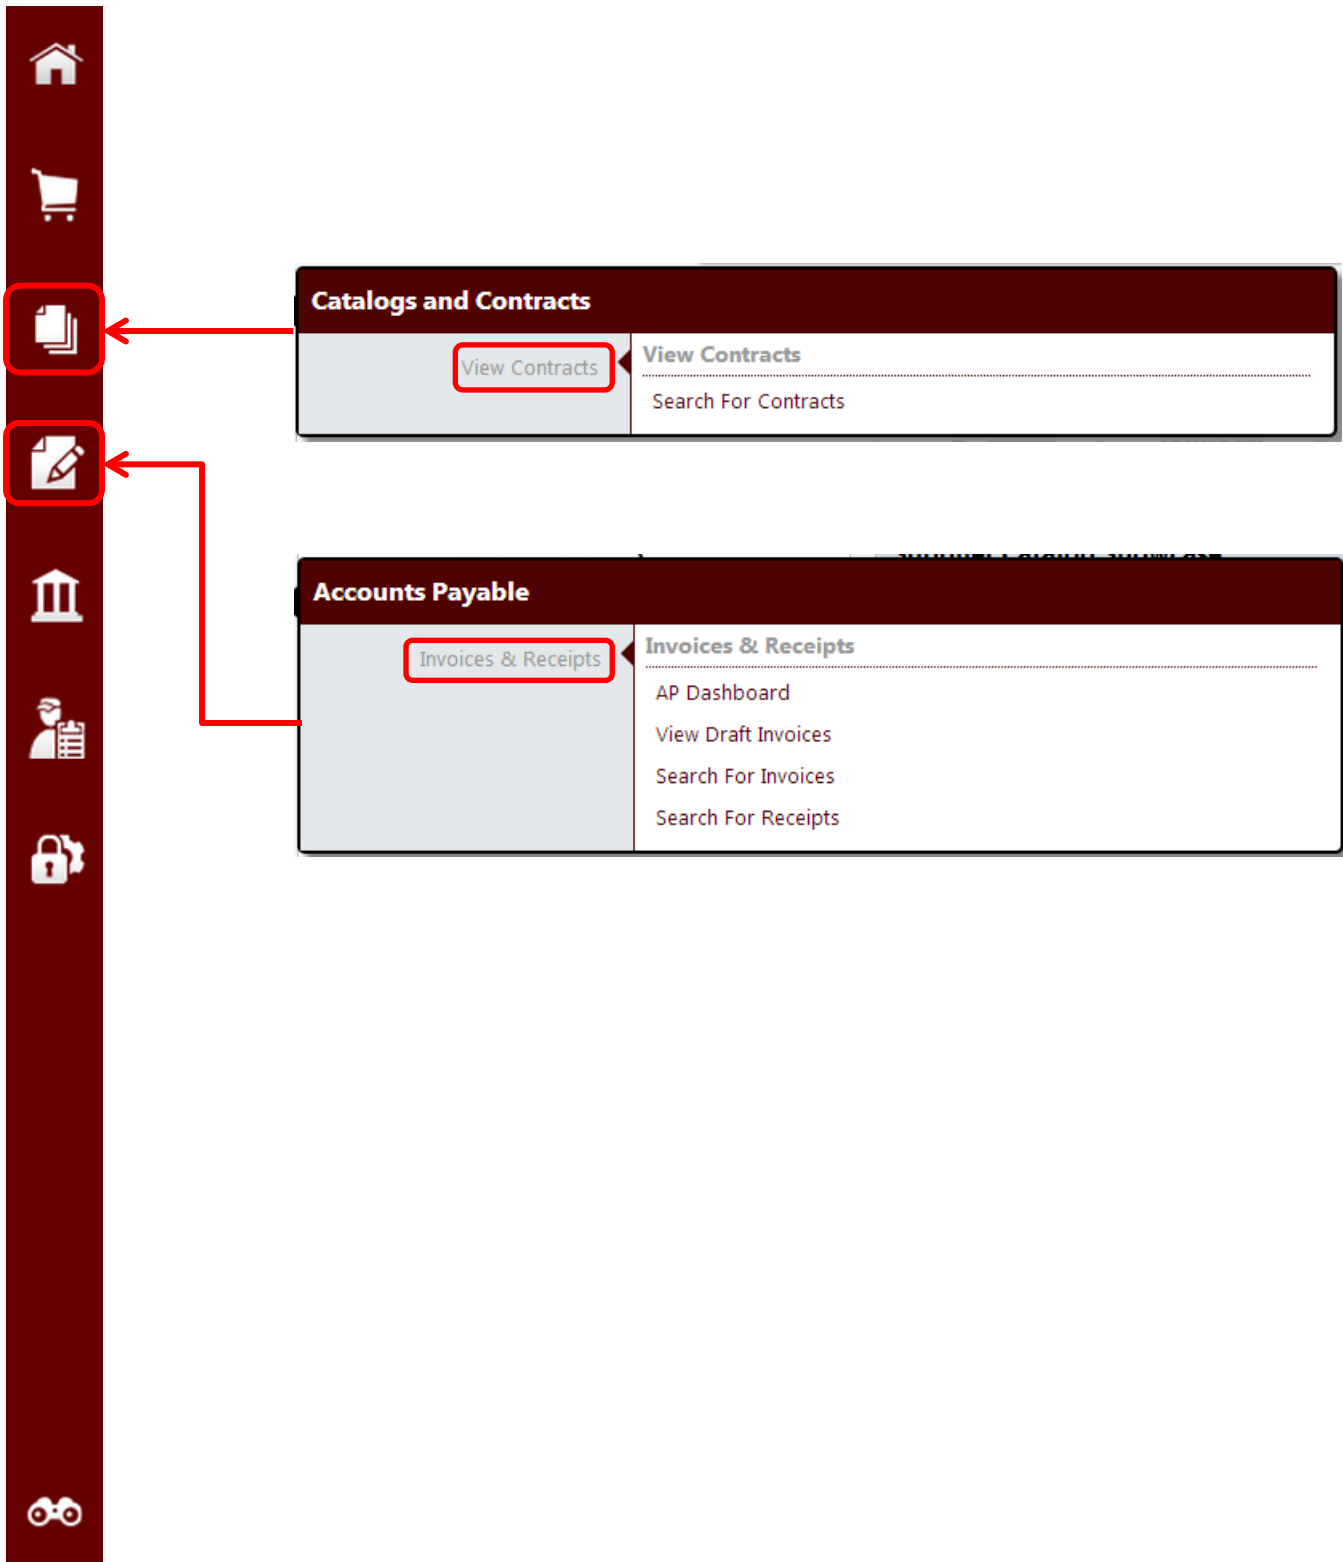 Catalogs and Contracts
View Contracts
View Contracts
Search For Contracts
Accounts Payable
Invoices & Receipts
Invoices & Receipts
AP Dashboard
View Draft Invoices
Search For Invoices
Search For Receipts